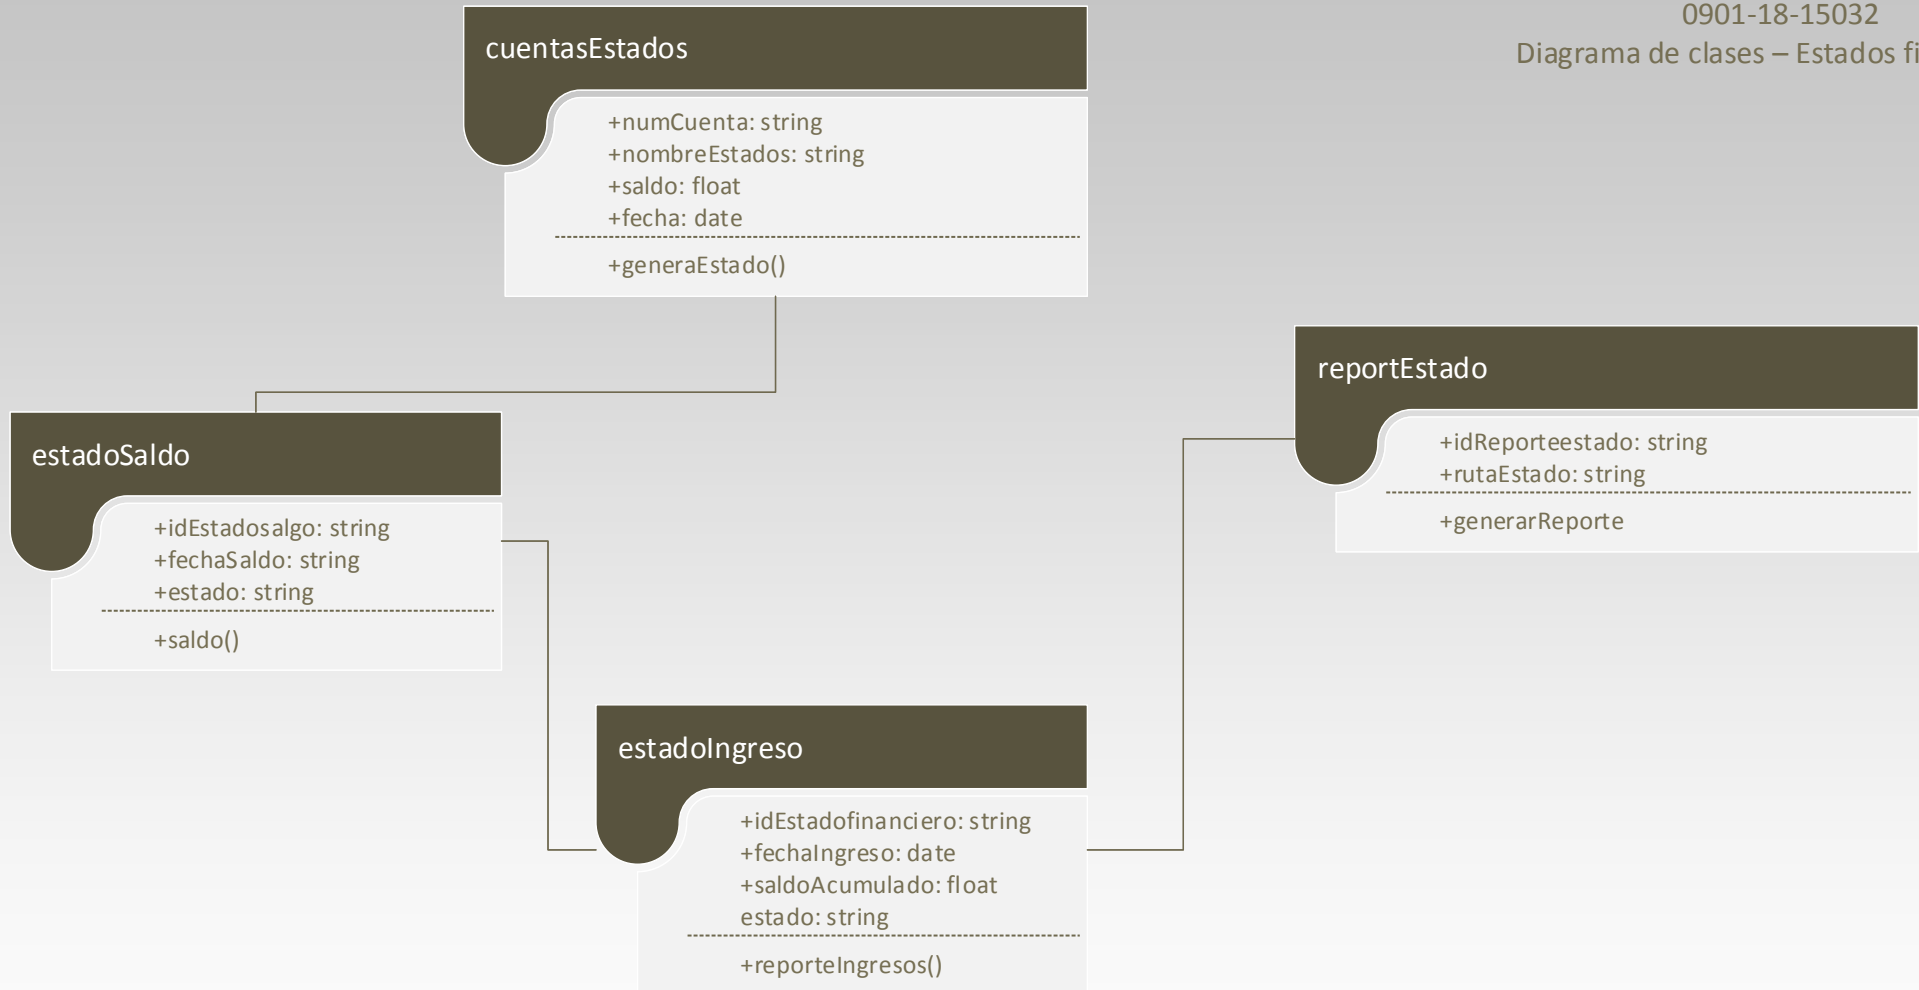 0901-18-15032
Diagrama de clases – Estados fi
cuentasEstados
+numCuenta: string
+nombreEstados: string
+saldo: float
+fecha: date
+generaEstado()
reportEstado
+idReporteestado: string
+rutaEstado: string
+generarReporte
estadoSaldo
+idEstadosalgo: string
+fechaSaldo: string
+estado: string
+saldo()
estadoIngreso
+idEstadofinanciero: string
+fechaIngreso: date
+saldoAcumulado: float
estado: string
+reporteIngresos()